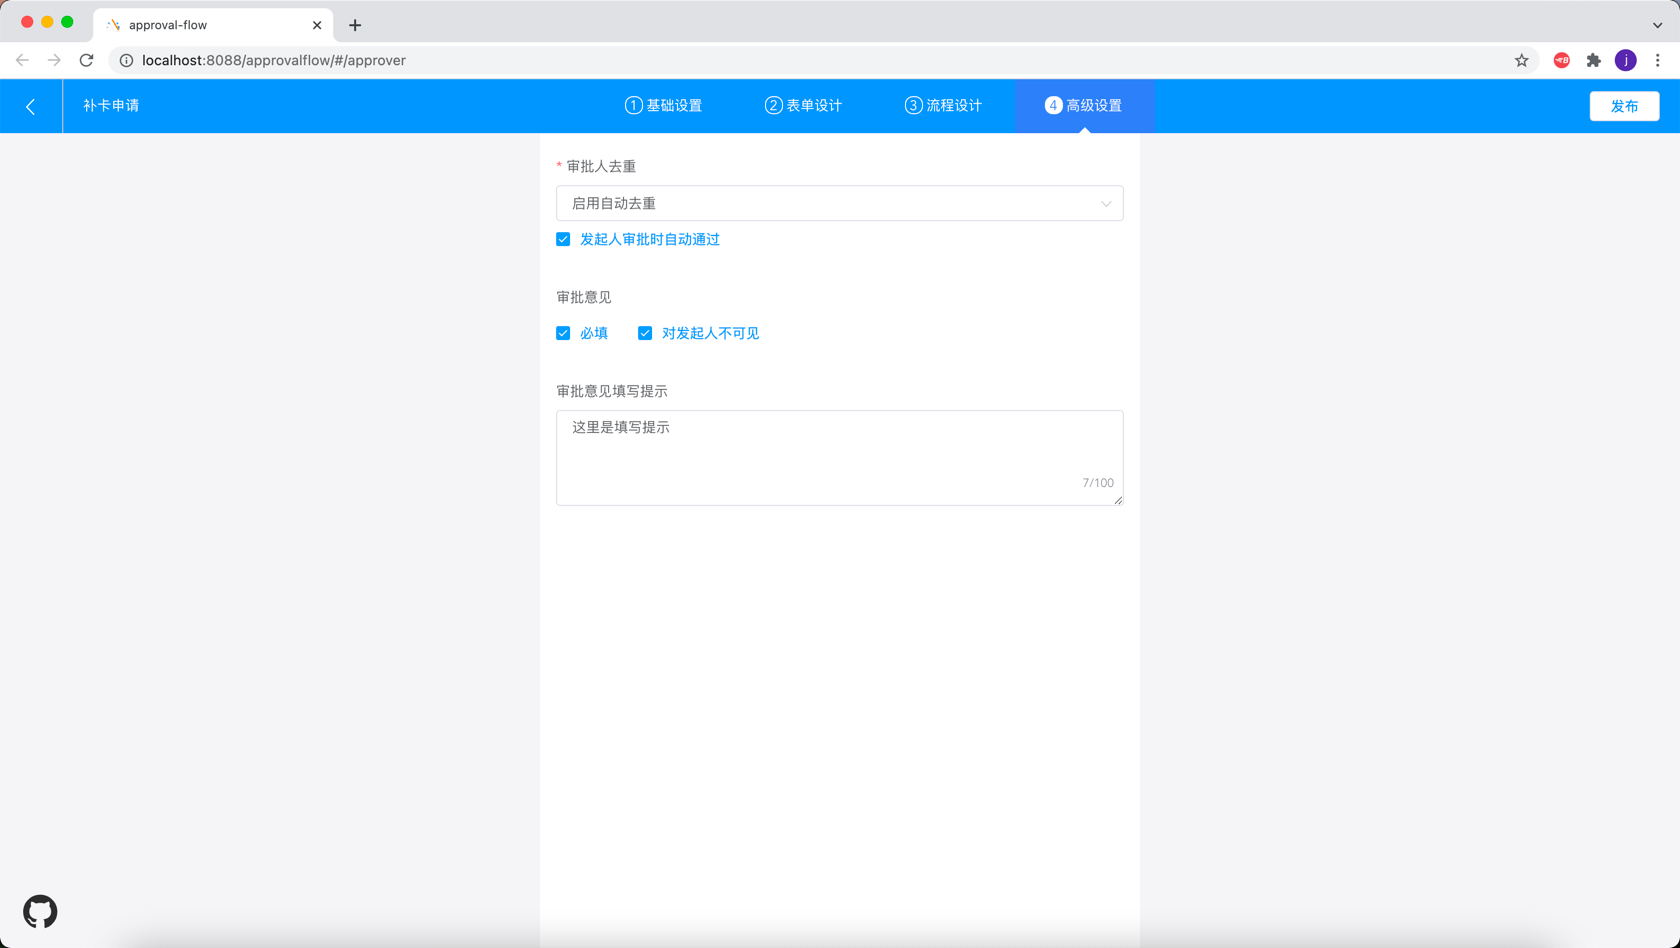 approval-flow
localhost:8088/approvalflow/#/approver
j
补卡申请
1 基础设置
2 表单设计
3 流程设计
4 高级设置
发布
* 审批人去重
启用自动去重
发起人审批时自动通过
审批意见
必填 对发起人不可见
审批意见填写提示
这里是填写提示
7/100